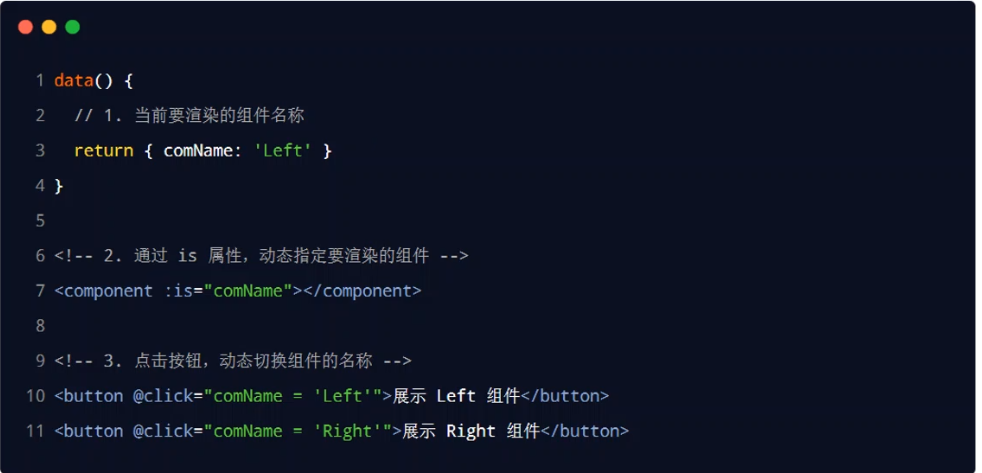 1 data() {
2   // 1. 当前要渲染的组件名称
3   return { comName: 'Left' }
4 }
5
6 <!-- 2. 通过 is 属性，动态指定要渲染的组件 -->
7 <component :is="comName"></component>
8
9 <!-- 3. 点击按钮，动态切换组件的名称 -->
10 <button @click="comName = 'Left'">展示 Left 组件</button>
11 <button @click="comName = 'Right'">展示 Right 组件</button>